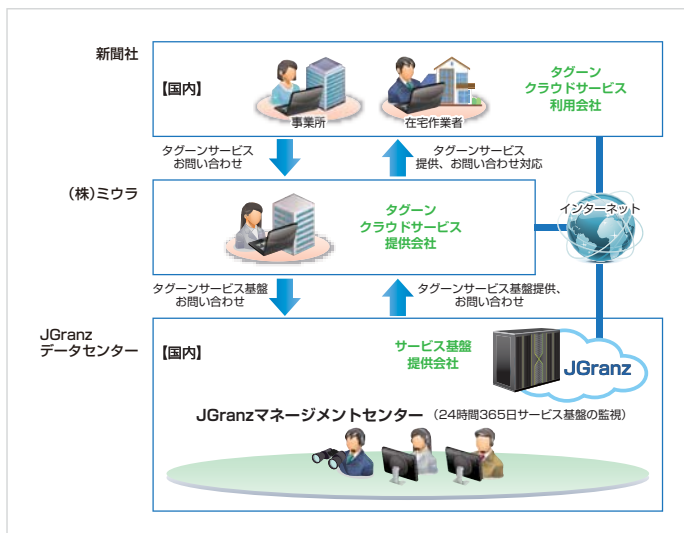 新聞社
【国内】
事業所
在宅作業者
タグーン
クラウドサービス
利用会社
タグーンサービス
お問い合わせ
タグーンサービス
提供、お問い合わせ対応
(株)ミウラ
タグーン
クラウドサービス
提供会社
インターネット
タグーンサービス基盤
お問い合わせ
タグーンサービス基盤提供、
お問い合わせ
JGranz
データセンター
【国内】
サービス基盤
提供会社
JGranz
JGranzマネージメントセンター (24時間365日サービス基盤の監視)